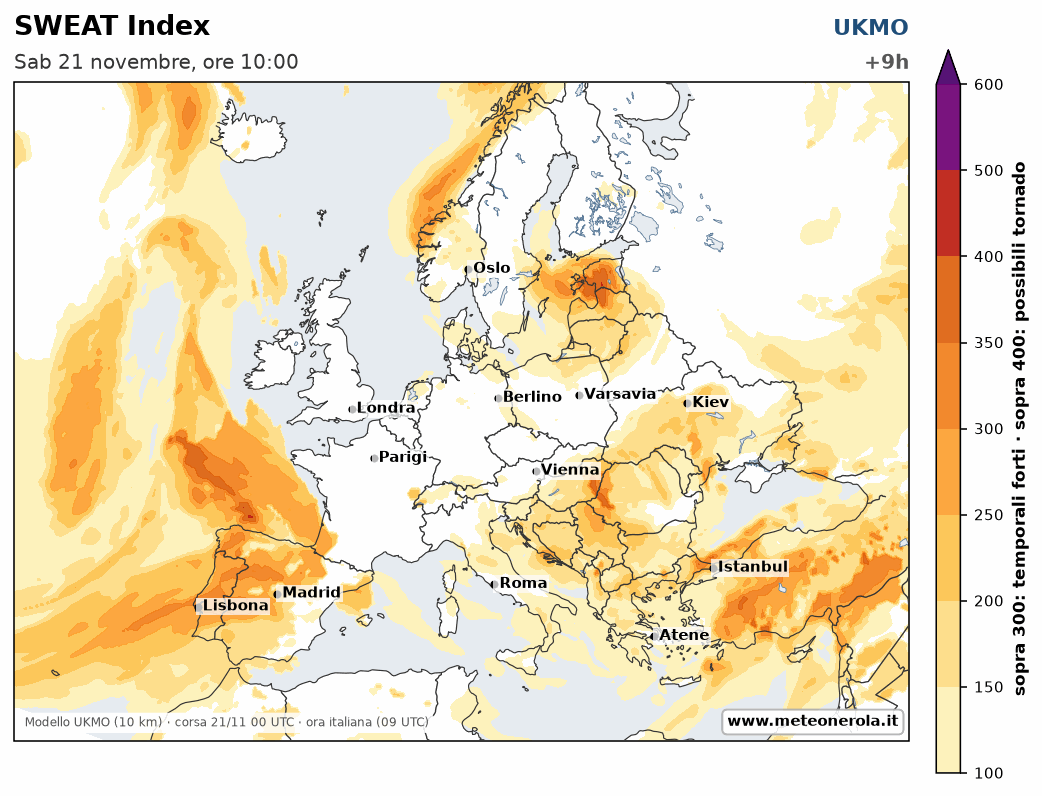 SWEAT Index
UKMO
Sab 21 novembre, ore 10:00
+9h
Oslo
Londra
Berlino
Varsavia
Kiev
Parigi
Vienna
Roma
Istanbul
Madrid
Lisbona
Atene
Modello UKMO (10 km) · corsa 21/11 00 UTC · ora italiana (09 UTC)
www.meteonerola.it
600
500
400
350
300
250
200
150
100
sopra 300: temporali forti · sopra 400: possibili tornado